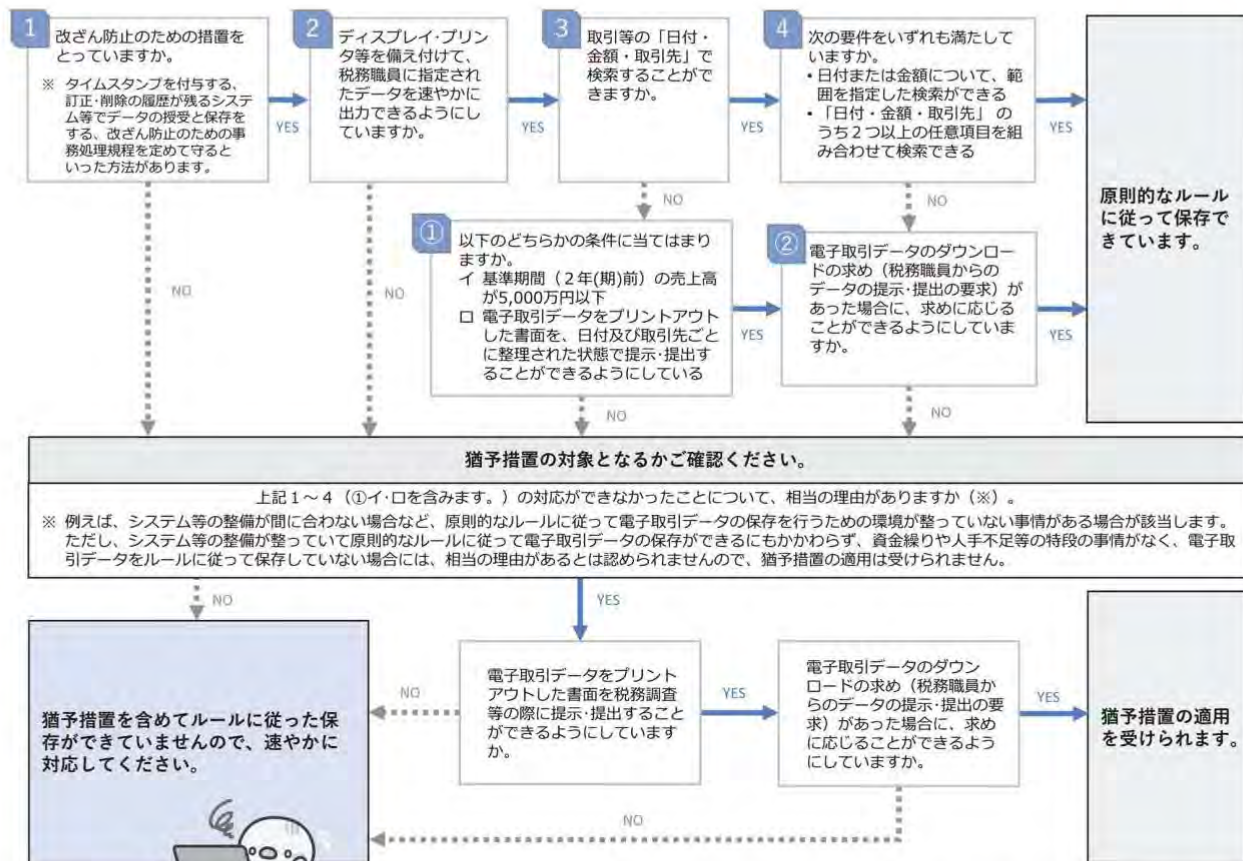 1
改ざん防止のための措置を
とっていますか。
※ タイムスタンプを付与する、
訂正・削除の履歴が残るシステ
ム等でデータの授受と保存を
する、改ざん防止のための事
務処理規程を定めて守ると
いった方法があります。
YES
2
ディスプレイ・プリン
タ等を備え付けて、
税務職員に指定され
たデータを速やかに
出力できるようにし
ていますか。
YES
3
取引等の「日付・
金額・取引先」で
検索することがで
きますか。
YES
4
次の要件をいずれも満たして
いますか。
・日付または金額について、範
囲を指定した検索ができる
・「日付・金額・取引先」 の
うち２つ以上の任意項目を組
み合わせて検索できる
YES
原則的なルール
に従って保存で
きています。
NO
NO
NO
NO
①
以下のどちらかの条件に当てはまり
ますか。
イ 基準期間（２年(期)前）の売上高
が5,000万円以下
ロ 電子取引データをプリントアウト
した書面を、日付及び取引先ごと
に整理された状態で提示・提出す
ることができるようにしている
YES
②
電子取引データのダウンロー
ドの求め（税務職員からの
データの提示・提出の要求）が
あった場合に、求めに応じる
ことができるようにしていま
すか。
YES
NO
NO
猶予措置の対象となるかご確認ください。
上記１～４（①イ・ロを含みます。）の対応ができなかったことについて、相当の理由がありますか（※）。
※ 例えば、システム等の整備が間に合わない場合など、原則的なルールに従って電子取引データの保存を行うための環境が整っていない事情がある場合が該当します。
ただし、システム等の整備が整っていて原則的なルールに従って電子取引データの保存ができるにもかかわらず、資金繰りや人手不足等の特段の事情がなく、電子取
引データをルールに従って保存していない場合には、相当の理由があるとは認められませんので、猶予措置の適用は受けられません。
NO
YES
猶予措置を含めてルールに従った保
存ができていませんので、速やかに
対応してください。
NO
電子取引データをプリント
アウトした書面を税務調査
等の際に提示・提出すること
ができるようにしています
か。
YES
電子取引データのダウン
ロードの求め（税務職員か
らのデータの提示・提出の要
求）があった場合に、求め
に応じることができるよう
にしていますか。
YES
猶予措置の適用
を受けられます。
NO